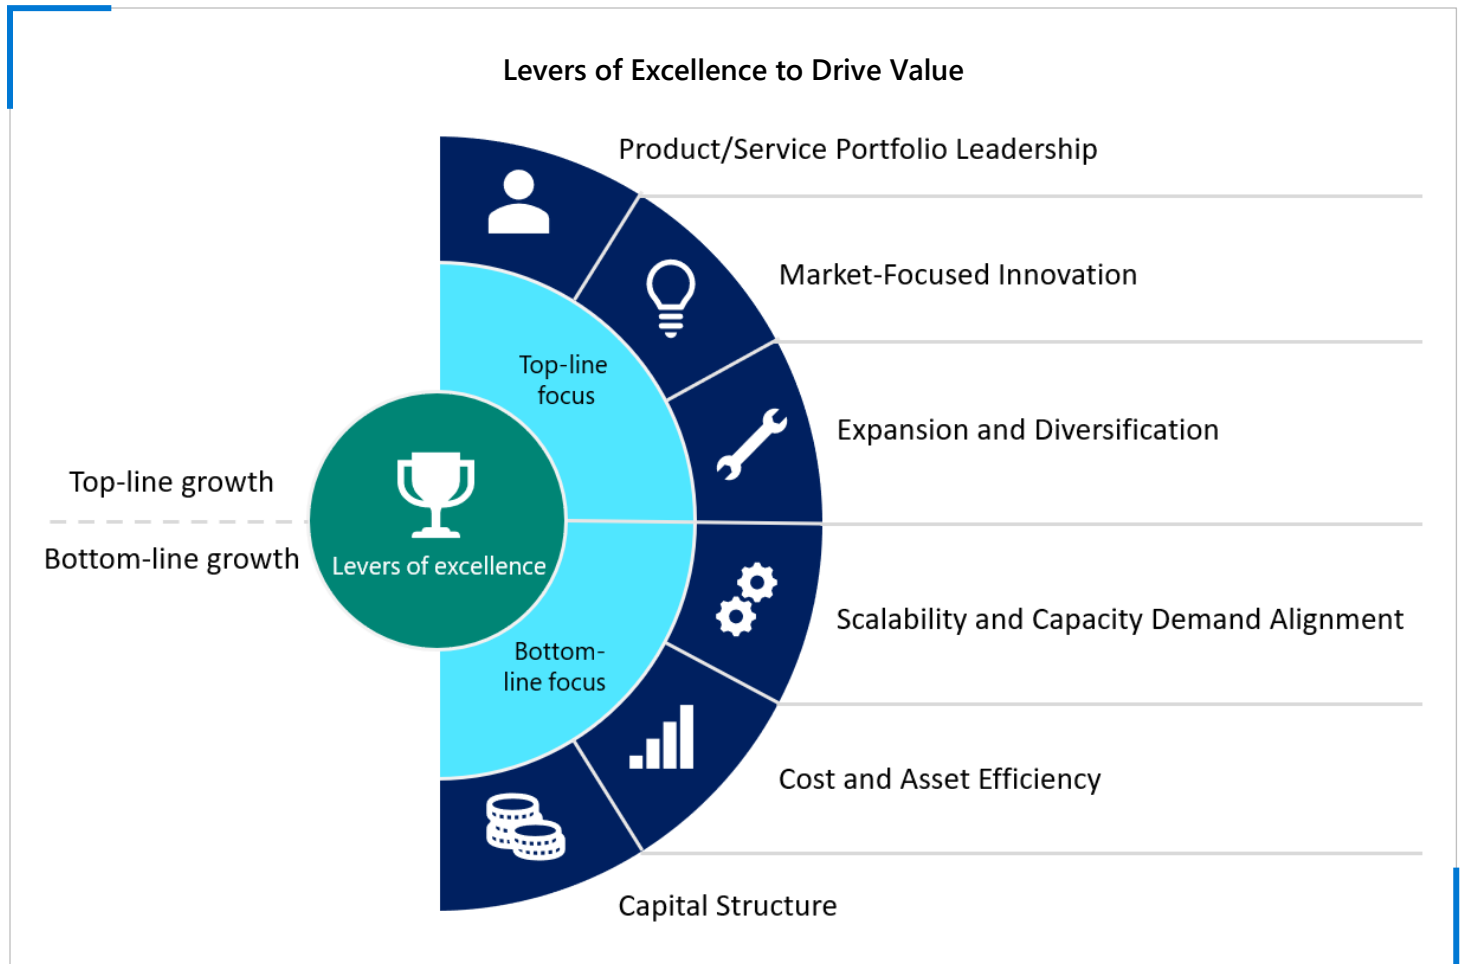 Levers of Excellence to Drive Value
Product/Service Portfolio Leadership
Market-Focused Innovation
Top-line
focus
Expansion and Diversification
Top-line growth
Bottom-line growth
Levers of excellence
Scalability and Capacity Demand Alignment
Bottom-
line focus
Cost and Asset Efficiency
Capital Structure